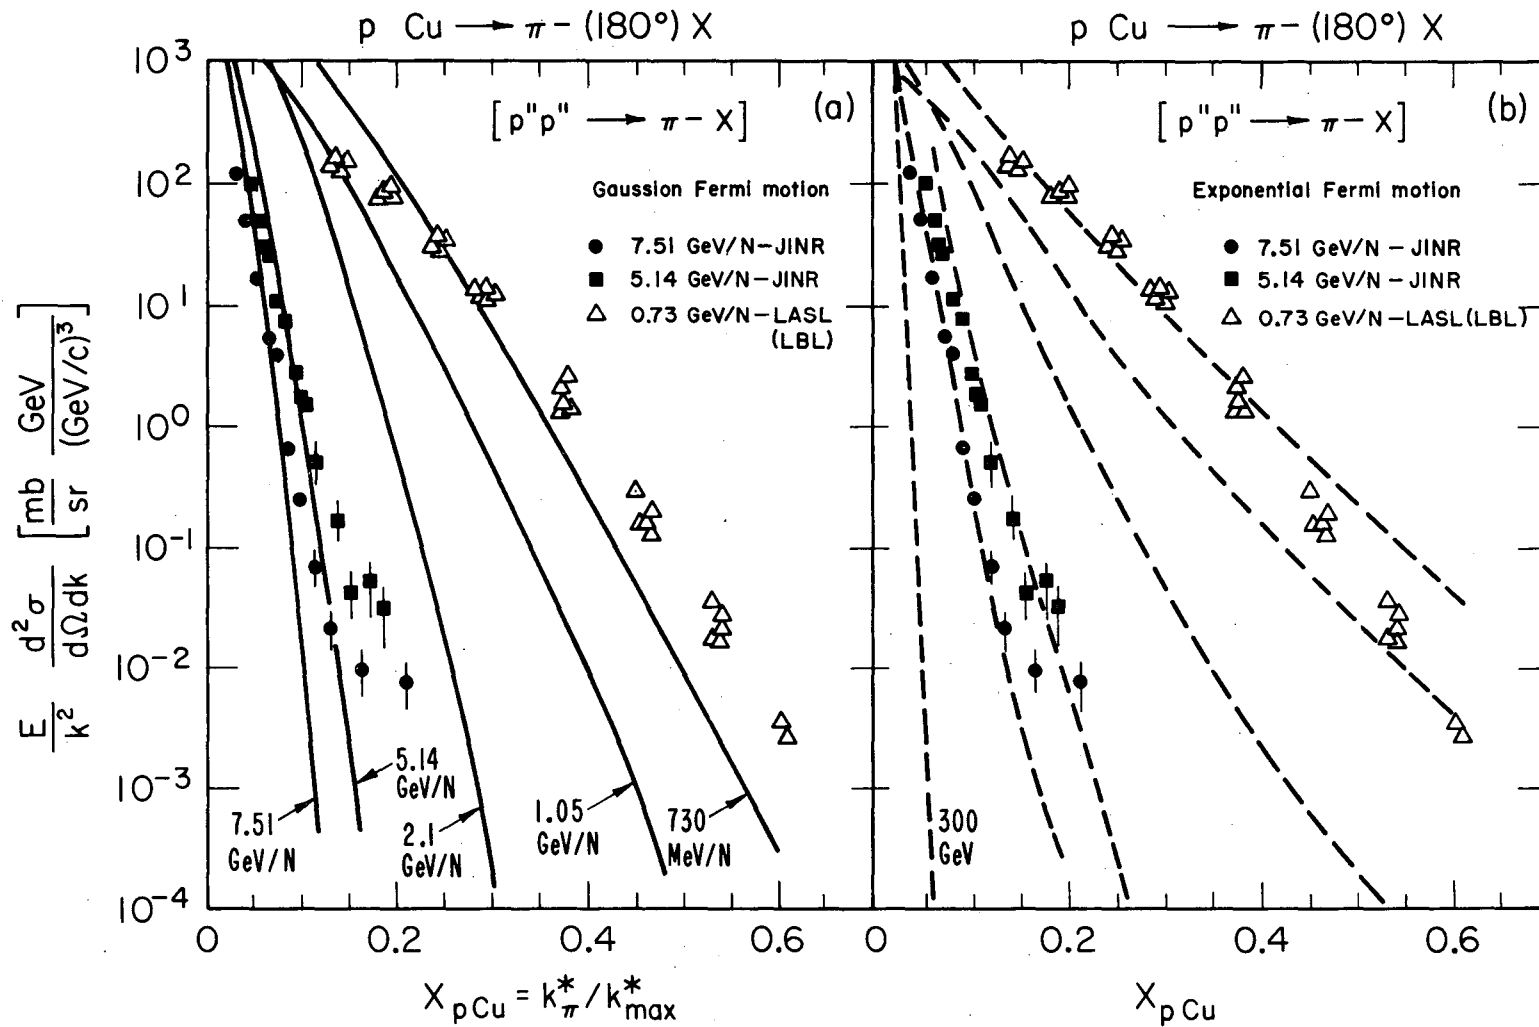 p Cu → π− (180°) X
p Cu → π− (180°) X
(a)
[p"p" → π− X]
Gaussion Fermi motion
● 7.51 GeV/N–JINR
■ 5.14 GeV/N–JINR
△ 0.73 GeV/N–LASL
(LBL)
(b)
[p"p" → π− X]
Exponential Fermi motion
● 7.51 GeV/N – JINR
■ 5.14 GeV/N – JINR
△ 0.73 GeV/N–LASL(LBL)
E/k² d²σ/dΩdk [mb/sr GeV/(GeV/c)³]
10³
10²
10¹
10⁰
10⁻¹
10⁻²
10⁻³
10⁻⁴
7.51
GeV/N
5.14
GeV/N
2.1
GeV/N
1.05
GeV/N
730
MeV/N
300
GeV
0 0.2 0.4 0.6
0 0.2 0.4 0.6
X p Cu = k*π/k*max
X p Cu